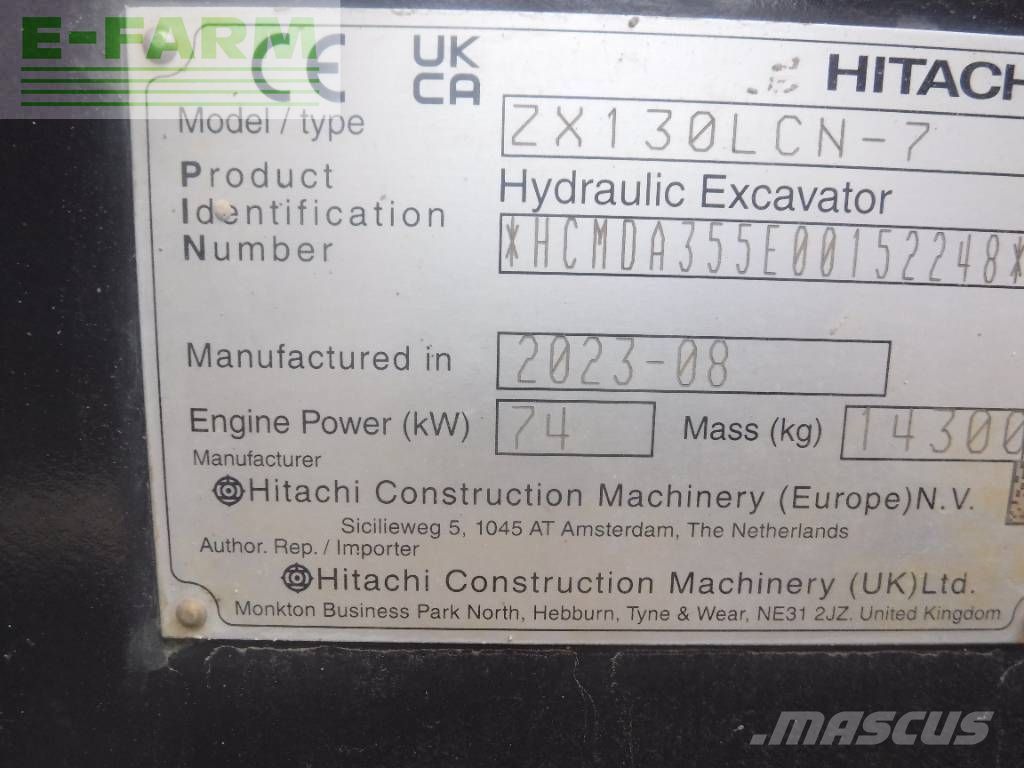 E-FARM
CE UK CA HITACH
Model / type ZX130LCN-7
Product Hydraulic Excavator
Identification
Number *HCMDA355E00152248*
Manufactured in 2023-08
Engine Power (kW) 74 Mass (kg) 14300
Manufacturer
Hitachi Construction Machinery (Europe)N.V.
Sicilieweg 5, 1045 AT Amsterdam, The Netherlands
Author. Rep. / Importer
Hitachi Construction Machinery (UK)Ltd.
Monkton Business Park North, Hebburn, Tyne & Wear, NE31 2JZ. United Kingdom
MASCUS